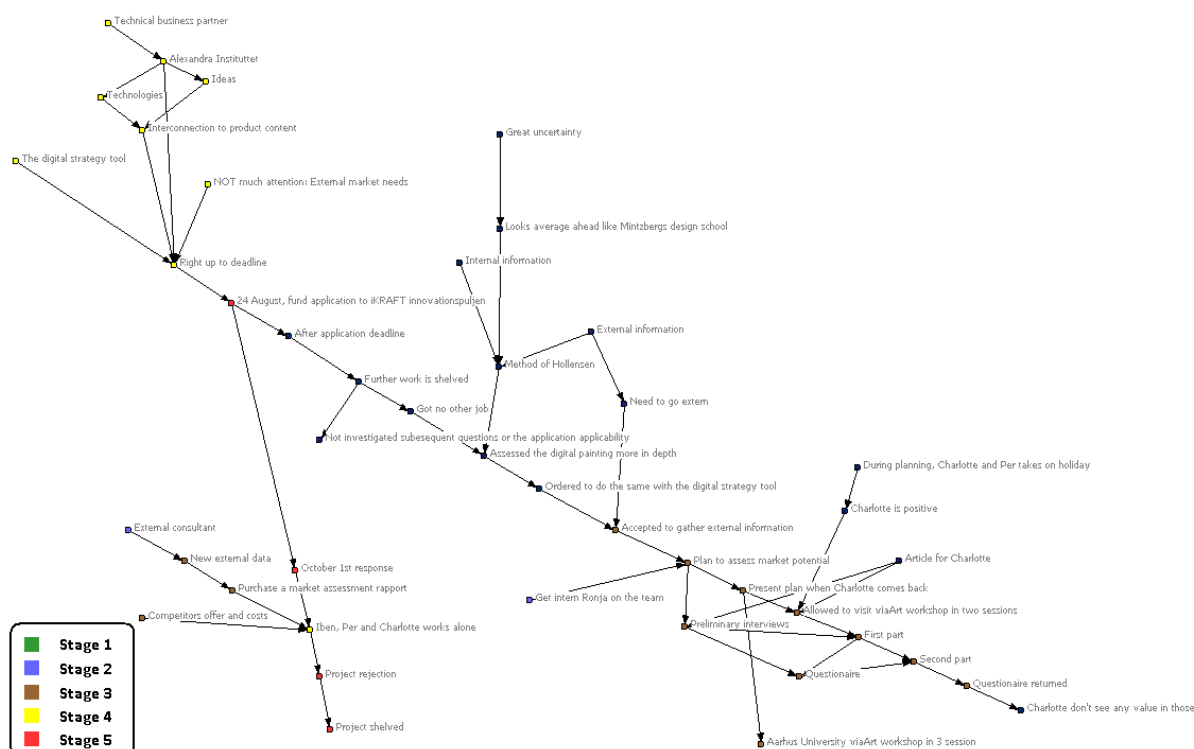 Technical business partner
Alexandra Instituttet
Ideas
Technologies
Interconnection to product content
Great uncertainty
The digital strategy tool
NOT much attention: External market needs
Looks average ahead like Mintzbergs design school
Right up to deadline
Internal information
24 August, fund application to iKRAFT innovationspuljen
External information
After application deadline
Method of Hollensen
Further work is shelved
Need to go extern
Got no other job
Not investigated subesequent questions or the application applicability
Assessed the digital painting more in depth
During planning, Charlotte and Per takes on holiday
Ordered to do the same with the digital strategy tool
Charlotte is positive
External consultant
Accepted to gather external information
New external data
Plan to assess market potential
Article for Charlotte
October 1st response
Purchase a market assessment rapport
Present plan when Charlotte comes back
Get intern Ronja on the team
Allowed to visit viaArt workshop in two sessions
Competitors offer and costs
Preliminary interviews
Iben, Per and Charlotte works alone
First part
Stage 1
Second part
Stage 2
Project rejection
Questionaire
Questionaire returned
Stage 3
Charlotte don't see any value in those
Stage 4
Project shelved
Stage 5
Aarhus University viaArt workshop in 3 session